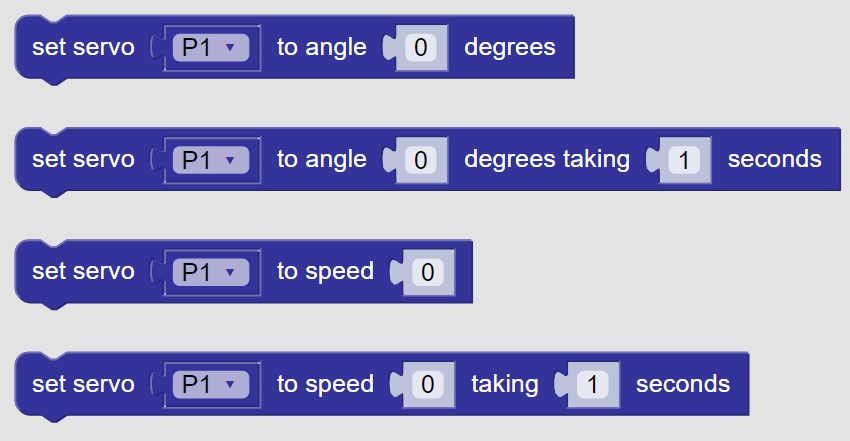 set servo P1 to angle 0 degrees
set servo P1 to angle 0 degrees taking 1 seconds
set servo P1 to speed 0
set servo P1 to speed 0 taking 1 seconds